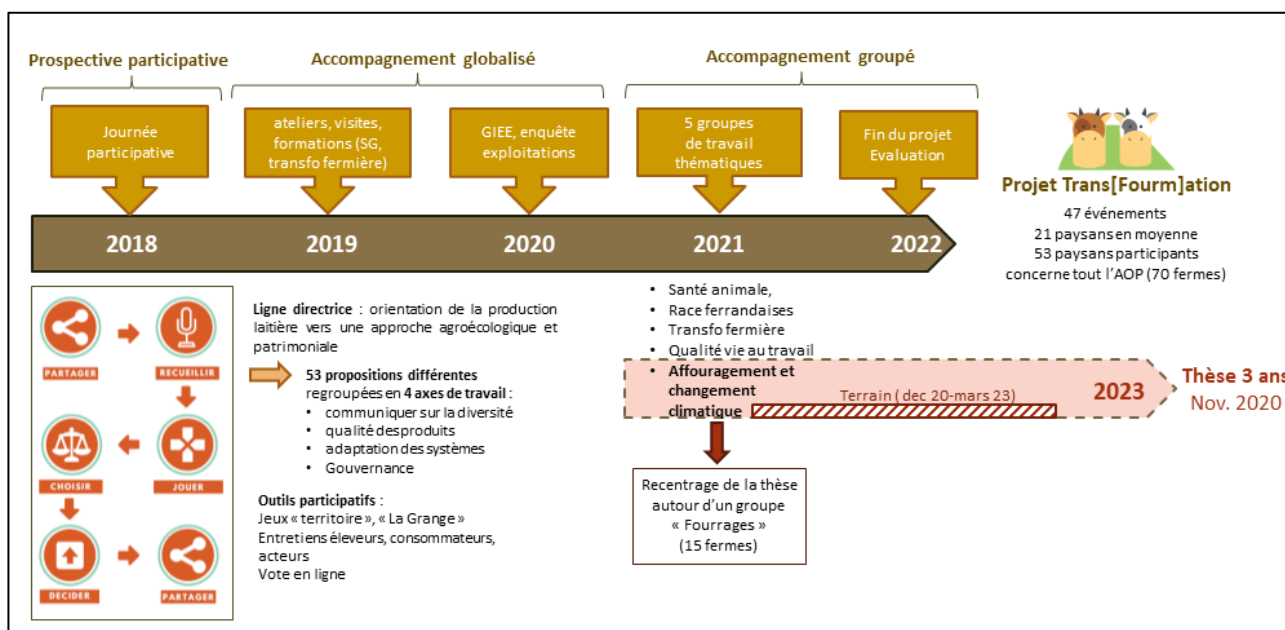 Prospective participative
Accompagnement globalisé
Accompagnement groupé
Journée
participative
ateliers, visites,
formations (SG,
transfo fermière)
GIEE, enquête
exploitations
5 groupes
de travail
thématiques
Fin du projet
Evaluation
2018
2019
2020
2021
2022
Projet Trans[Fourm]ation
47 événements
21 paysans en moyenne
53 paysans participants
concerne tout l’AOP (70 fermes)
PARTAGER
RECUEILLIR
CHOISIR
JOUER
DECIDER
PARTAGER
Ligne directrice : orientation de la production
laitière vers une approche agroécologique et
patrimoniale
53 propositions différentes
regroupées en 4 axes de travail :
• communiquer sur la diversité
• qualité desproduits
• adaptation des systèmes
• Gouvernance
Outils participatifs :
Jeux « territoire », « La Grange »
Entretiens éleveurs, consommateurs,
acteurs
Vote en ligne
• Santé animale,
• Race ferrandaises
• Transfo fermière
• Qualité vie au travail
• Affouragement et
changement
climatique
Terrain ( dec 20-mars 23)
2023
Thèse 3 ans
Nov. 2020
Recentrage de la thèse
autour d’un groupe
« Fourrages »
(15 fermes)